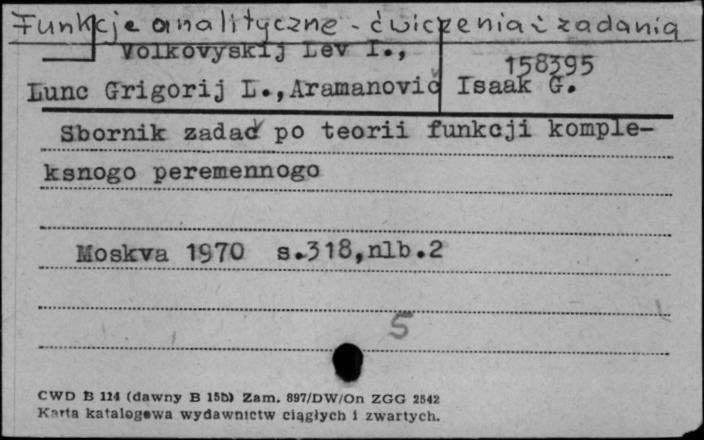 Funkcje analityczne - ćwiczenia i zadania
Volkovyskij Lev I.,
158395
Lunc Grigorij L., Aramanovič Isaak G.
Sbornik zadač po teorii funkcji komple-
ksnogo peremennogo
Moskva 1970 s.318,nlb.2
5
CWD B 114 (dawny B 15b) Zam. 897/DW/On ZGG 2542
Karta katalogowa wydawnictw ciągłych i zwartych.